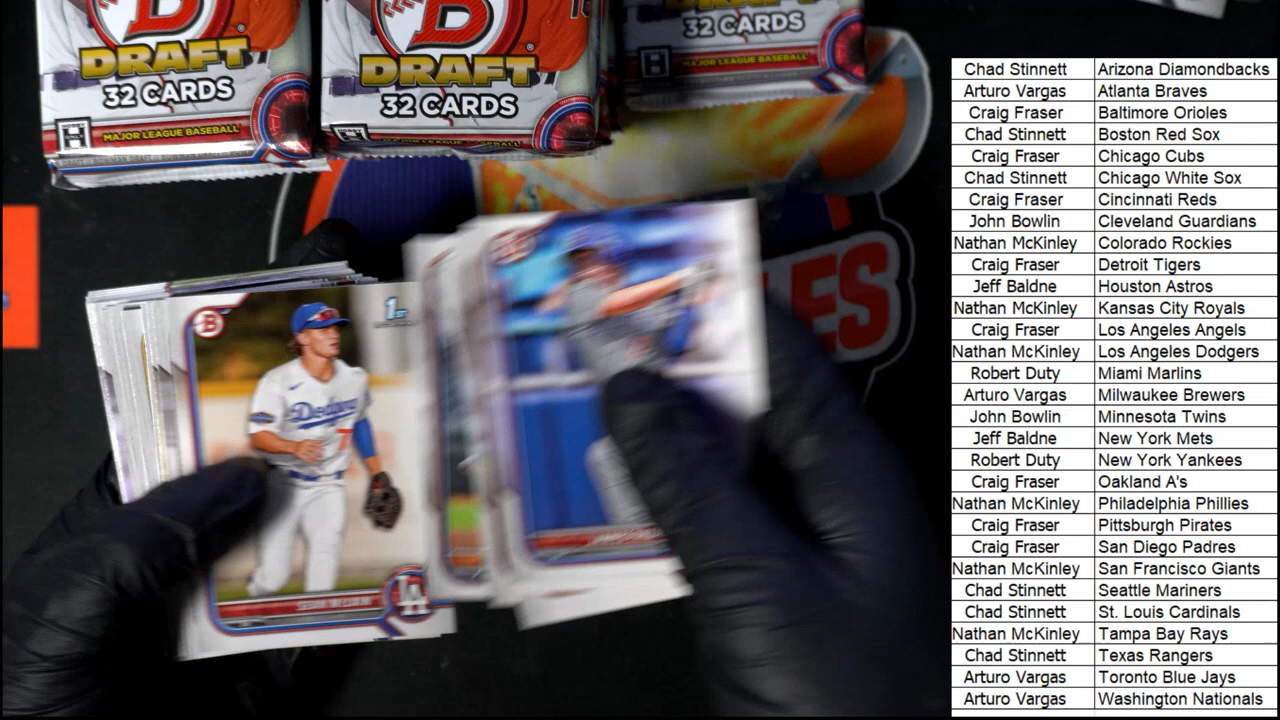 B
B
16
DRAFT
DRAFT
32 CARDS
32 CARDS
32 CARDS
HOBBY
H
MAJOR LEAGUE BASEBALL
MAJOR LEAGUE BASEBALL
MAJOR LEAGUE BASEBALL
H
B
1st
Dodgers
7
LA
ES
Chad Stinnett Arizona Diamondbacks
Arturo Vargas Atlanta Braves
Craig Fraser Baltimore Orioles
Chad Stinnett Boston Red Sox
Craig Fraser Chicago Cubs
Chad Stinnett Chicago White Sox
Craig Fraser Cincinnati Reds
John Bowlin Cleveland Guardians
Nathan McKinley Colorado Rockies
Craig Fraser Detroit Tigers
Jeff Baldne Houston Astros
Nathan McKinley Kansas City Royals
Craig Fraser Los Angeles Angels
Nathan McKinley Los Angeles Dodgers
Robert Duty Miami Marlins
Arturo Vargas Milwaukee Brewers
John Bowlin Minnesota Twins
Jeff Baldne New York Mets
Robert Duty New York Yankees
Craig Fraser Oakland A's
Nathan McKinley Philadelphia Phillies
Craig Fraser Pittsburgh Pirates
Craig Fraser San Diego Padres
Nathan McKinley San Francisco Giants
Chad Stinnett Seattle Mariners
Chad Stinnett St. Louis Cardinals
Nathan McKinley Tampa Bay Rays
Chad Stinnett Texas Rangers
Arturo Vargas Toronto Blue Jays
Arturo Vargas Washington Nationals